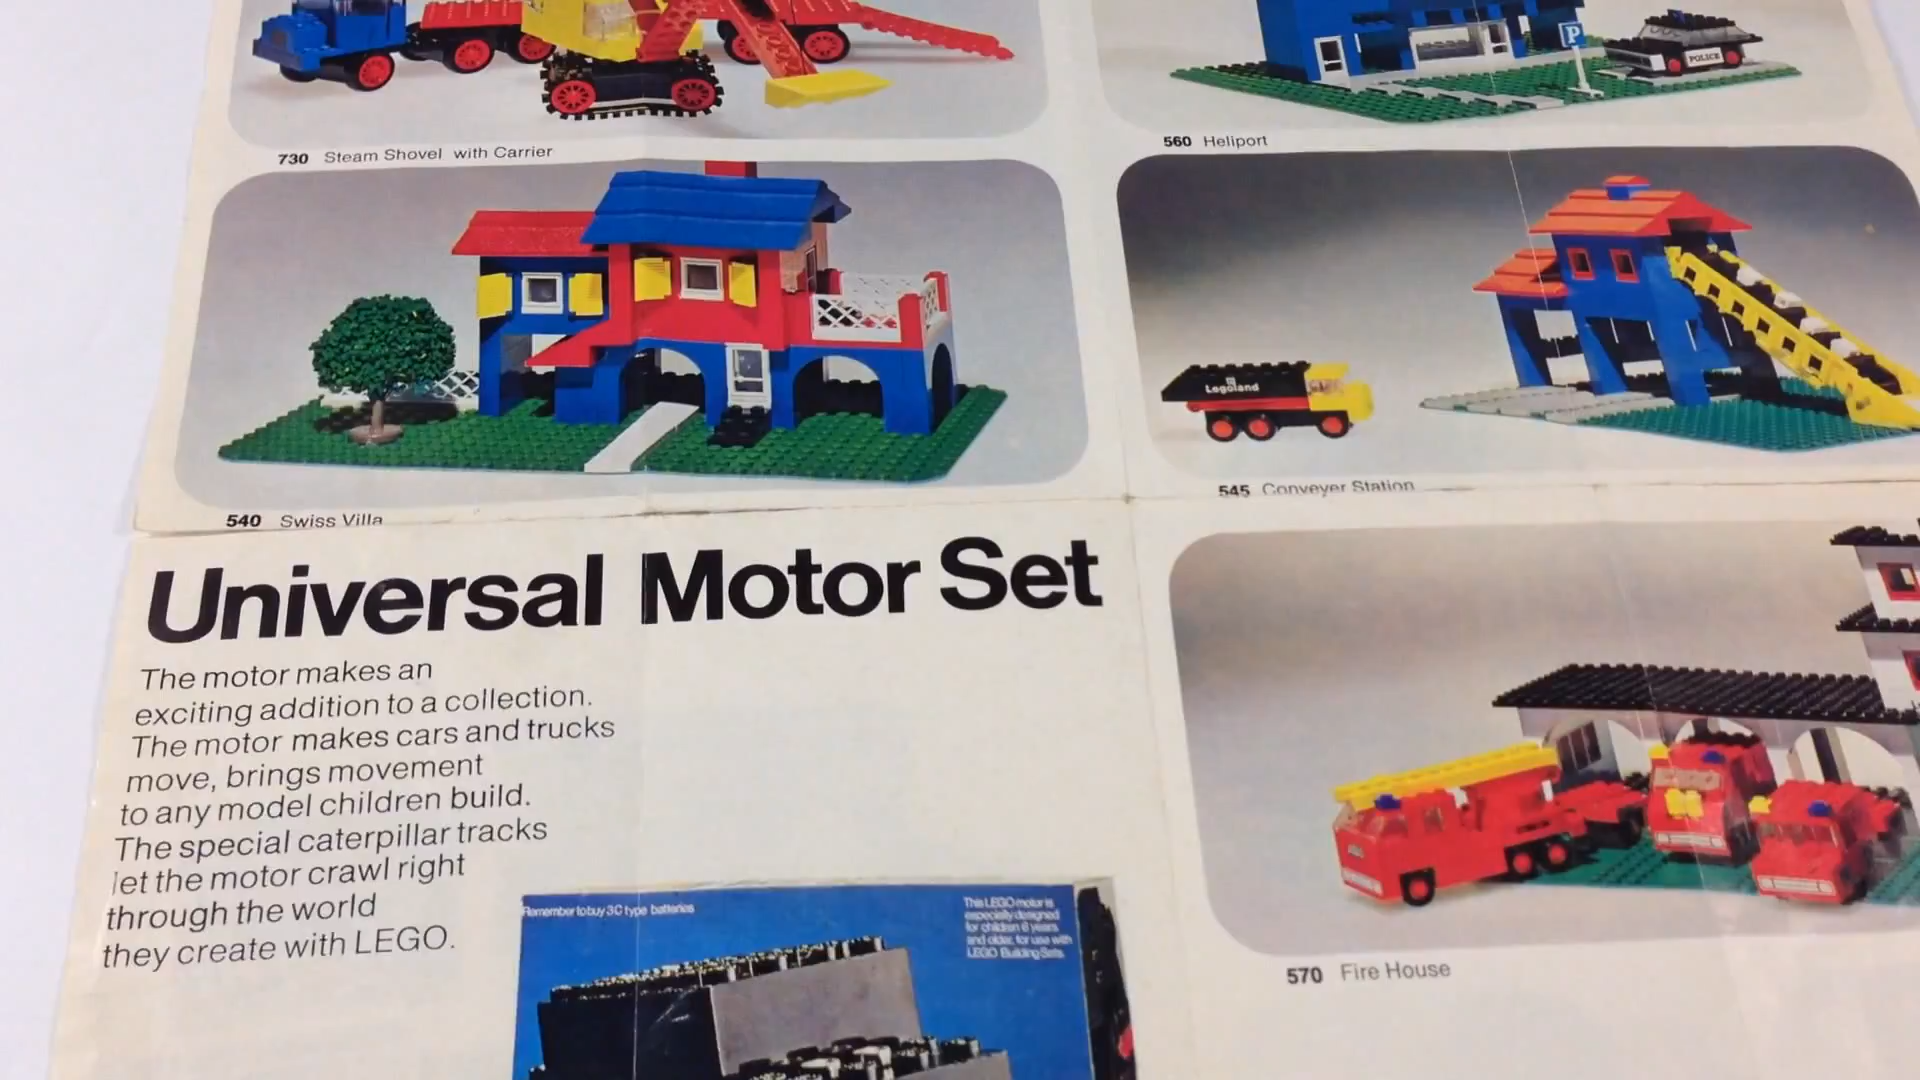 P
POLICE
730 Steam Shovel with Carrier
560 Heliport
Legoland
540 Swiss Villa
545 Conveyer Station
Universal Motor Set
The motor makes an
exciting addition to a collection.
The motor makes cars and trucks
move, brings movement
to any model children build.
The special caterpillar tracks
let the motor crawl right
through the world
they create with LEGO.
Remember to buy 3 C type batteries
This LEGO motor is
especially designed
for children 6 years
and older, for use with
LEGO Building Sets.
570 Fire House